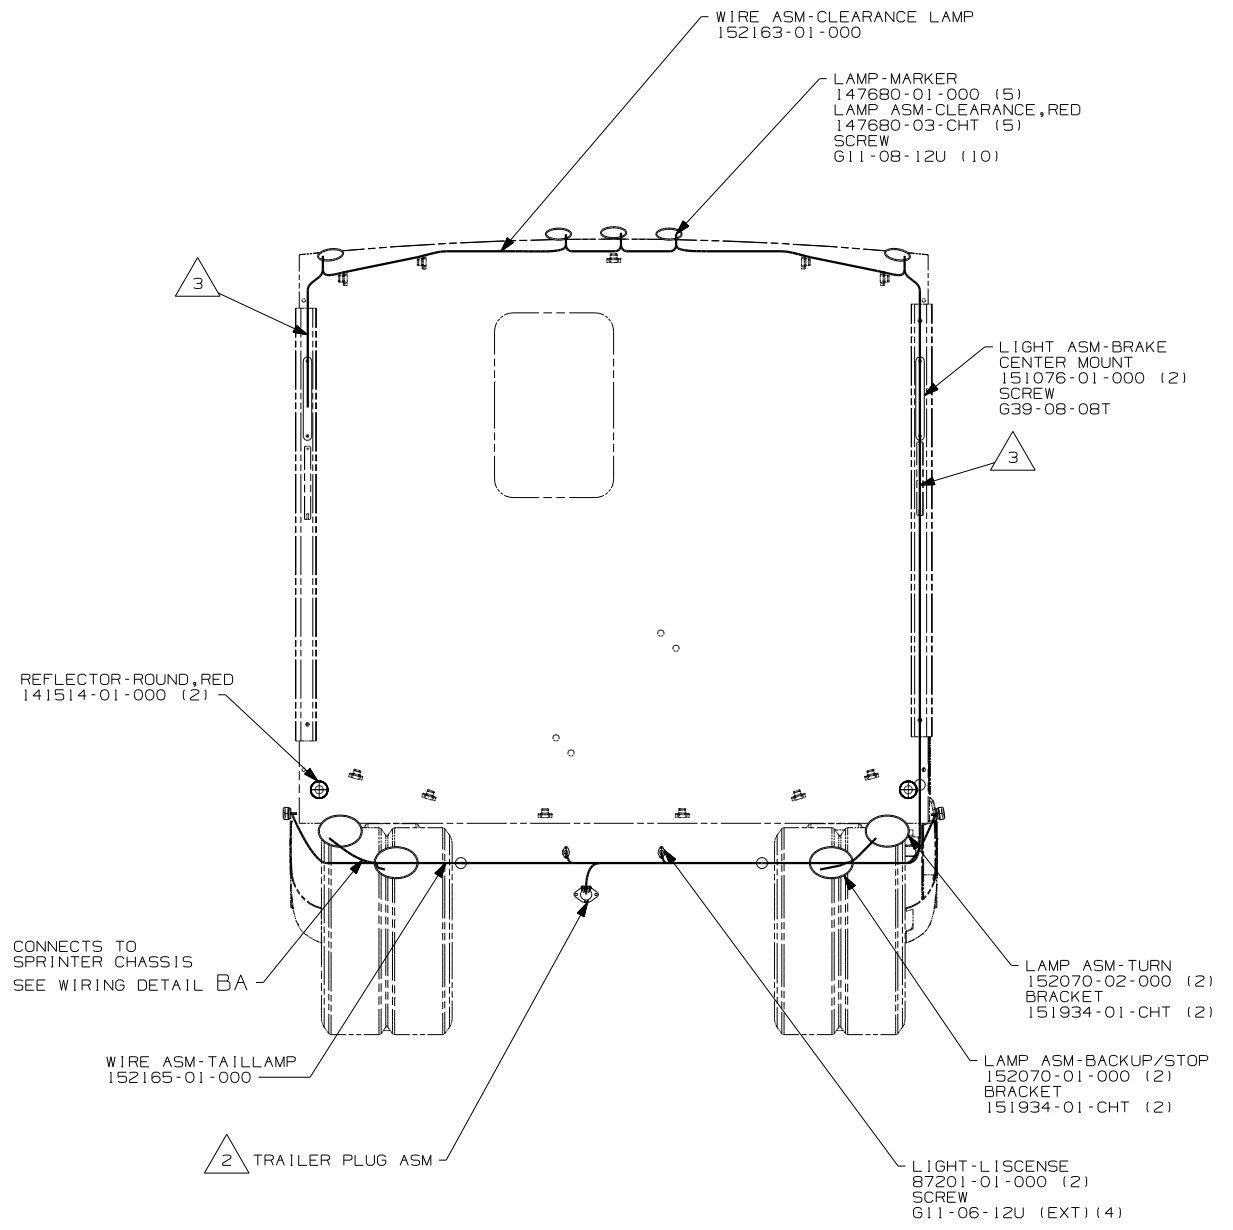 WIRE ASM-CLEARANCE LAMP
152163-01-000
LAMP-MARKER
147680-01-000 (5)
LAMP ASM-CLEARANCE,RED
147680-03-CHT (5)
SCREW
G11-08-12U (10)
3
LIGHT ASM-BRAKE
CENTER MOUNT
151076-01-000 (2)
SCREW
G39-08-08T
3
REFLECTOR-ROUND,RED
141514-01-000 (2)
CONNECTS TO
SPRINTER CHASSIS
SEE WIRING DETAIL BA
LAMP ASM-TURN
152070-02-000 (2)
BRACKET
151934-01-CHT (2)
WIRE ASM-TAILLAMP
152165-01-000
LAMP ASM-BACKUP/STOP
152070-01-000 (2)
BRACKET
151934-01-CHT (2)
2 TRAILER PLUG ASM
LIGHT-LISCENSE
87201-01-000 (2)
SCREW
G11-06-12U (EXT)(4)